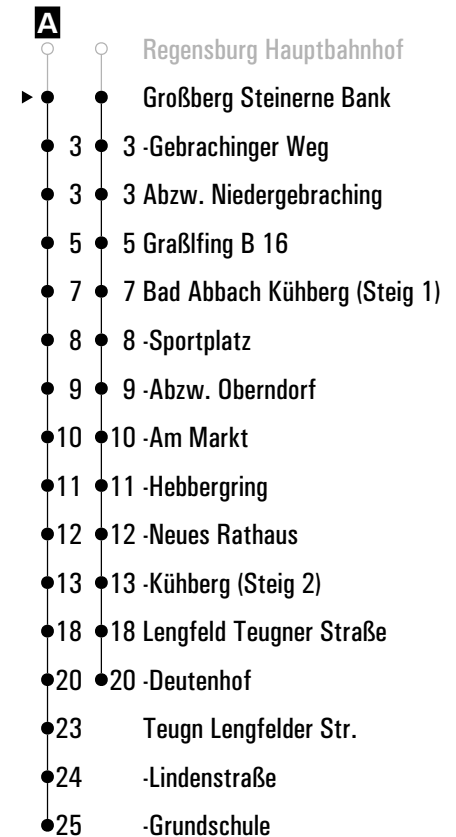 A
Regensburg Hauptbahnhof
Großberg Steinerne Bank
3 3 -Gebrachinger Weg
3 3 Abzw. Niedergebraching
5 5 Graßlfing B 16
7 7 Bad Abbach Kühberg (Steig 1)
8 8 -Sportplatz
9 9 -Abzw. Oberndorf
10 10 -Am Markt
11 11 -Hebbergring
12 12 -Neues Rathaus
13 13 -Kühberg (Steig 2)
18 18 Lengfeld Teugner Straße
20 20 -Deutenhof
23 Teugn Lengfelder Str.
24 -Lindenstraße
25 -Grundschule